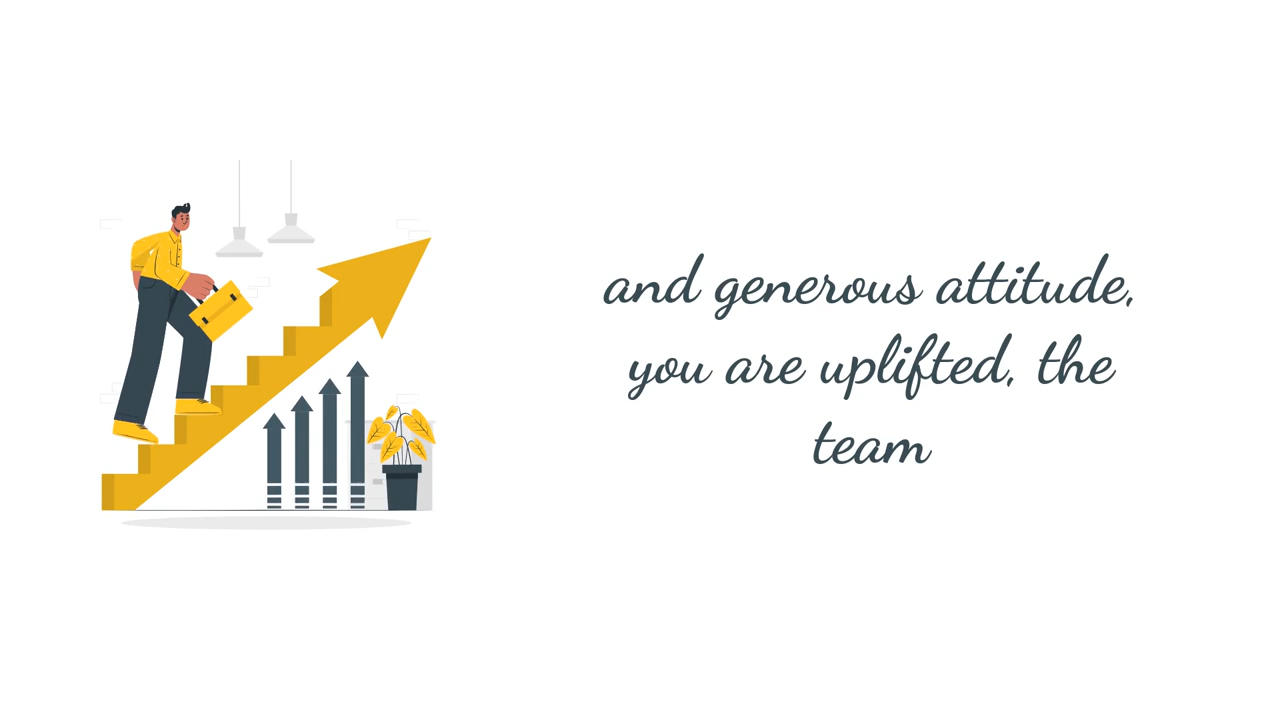 and generous attitude,
you are uplifted, the
team